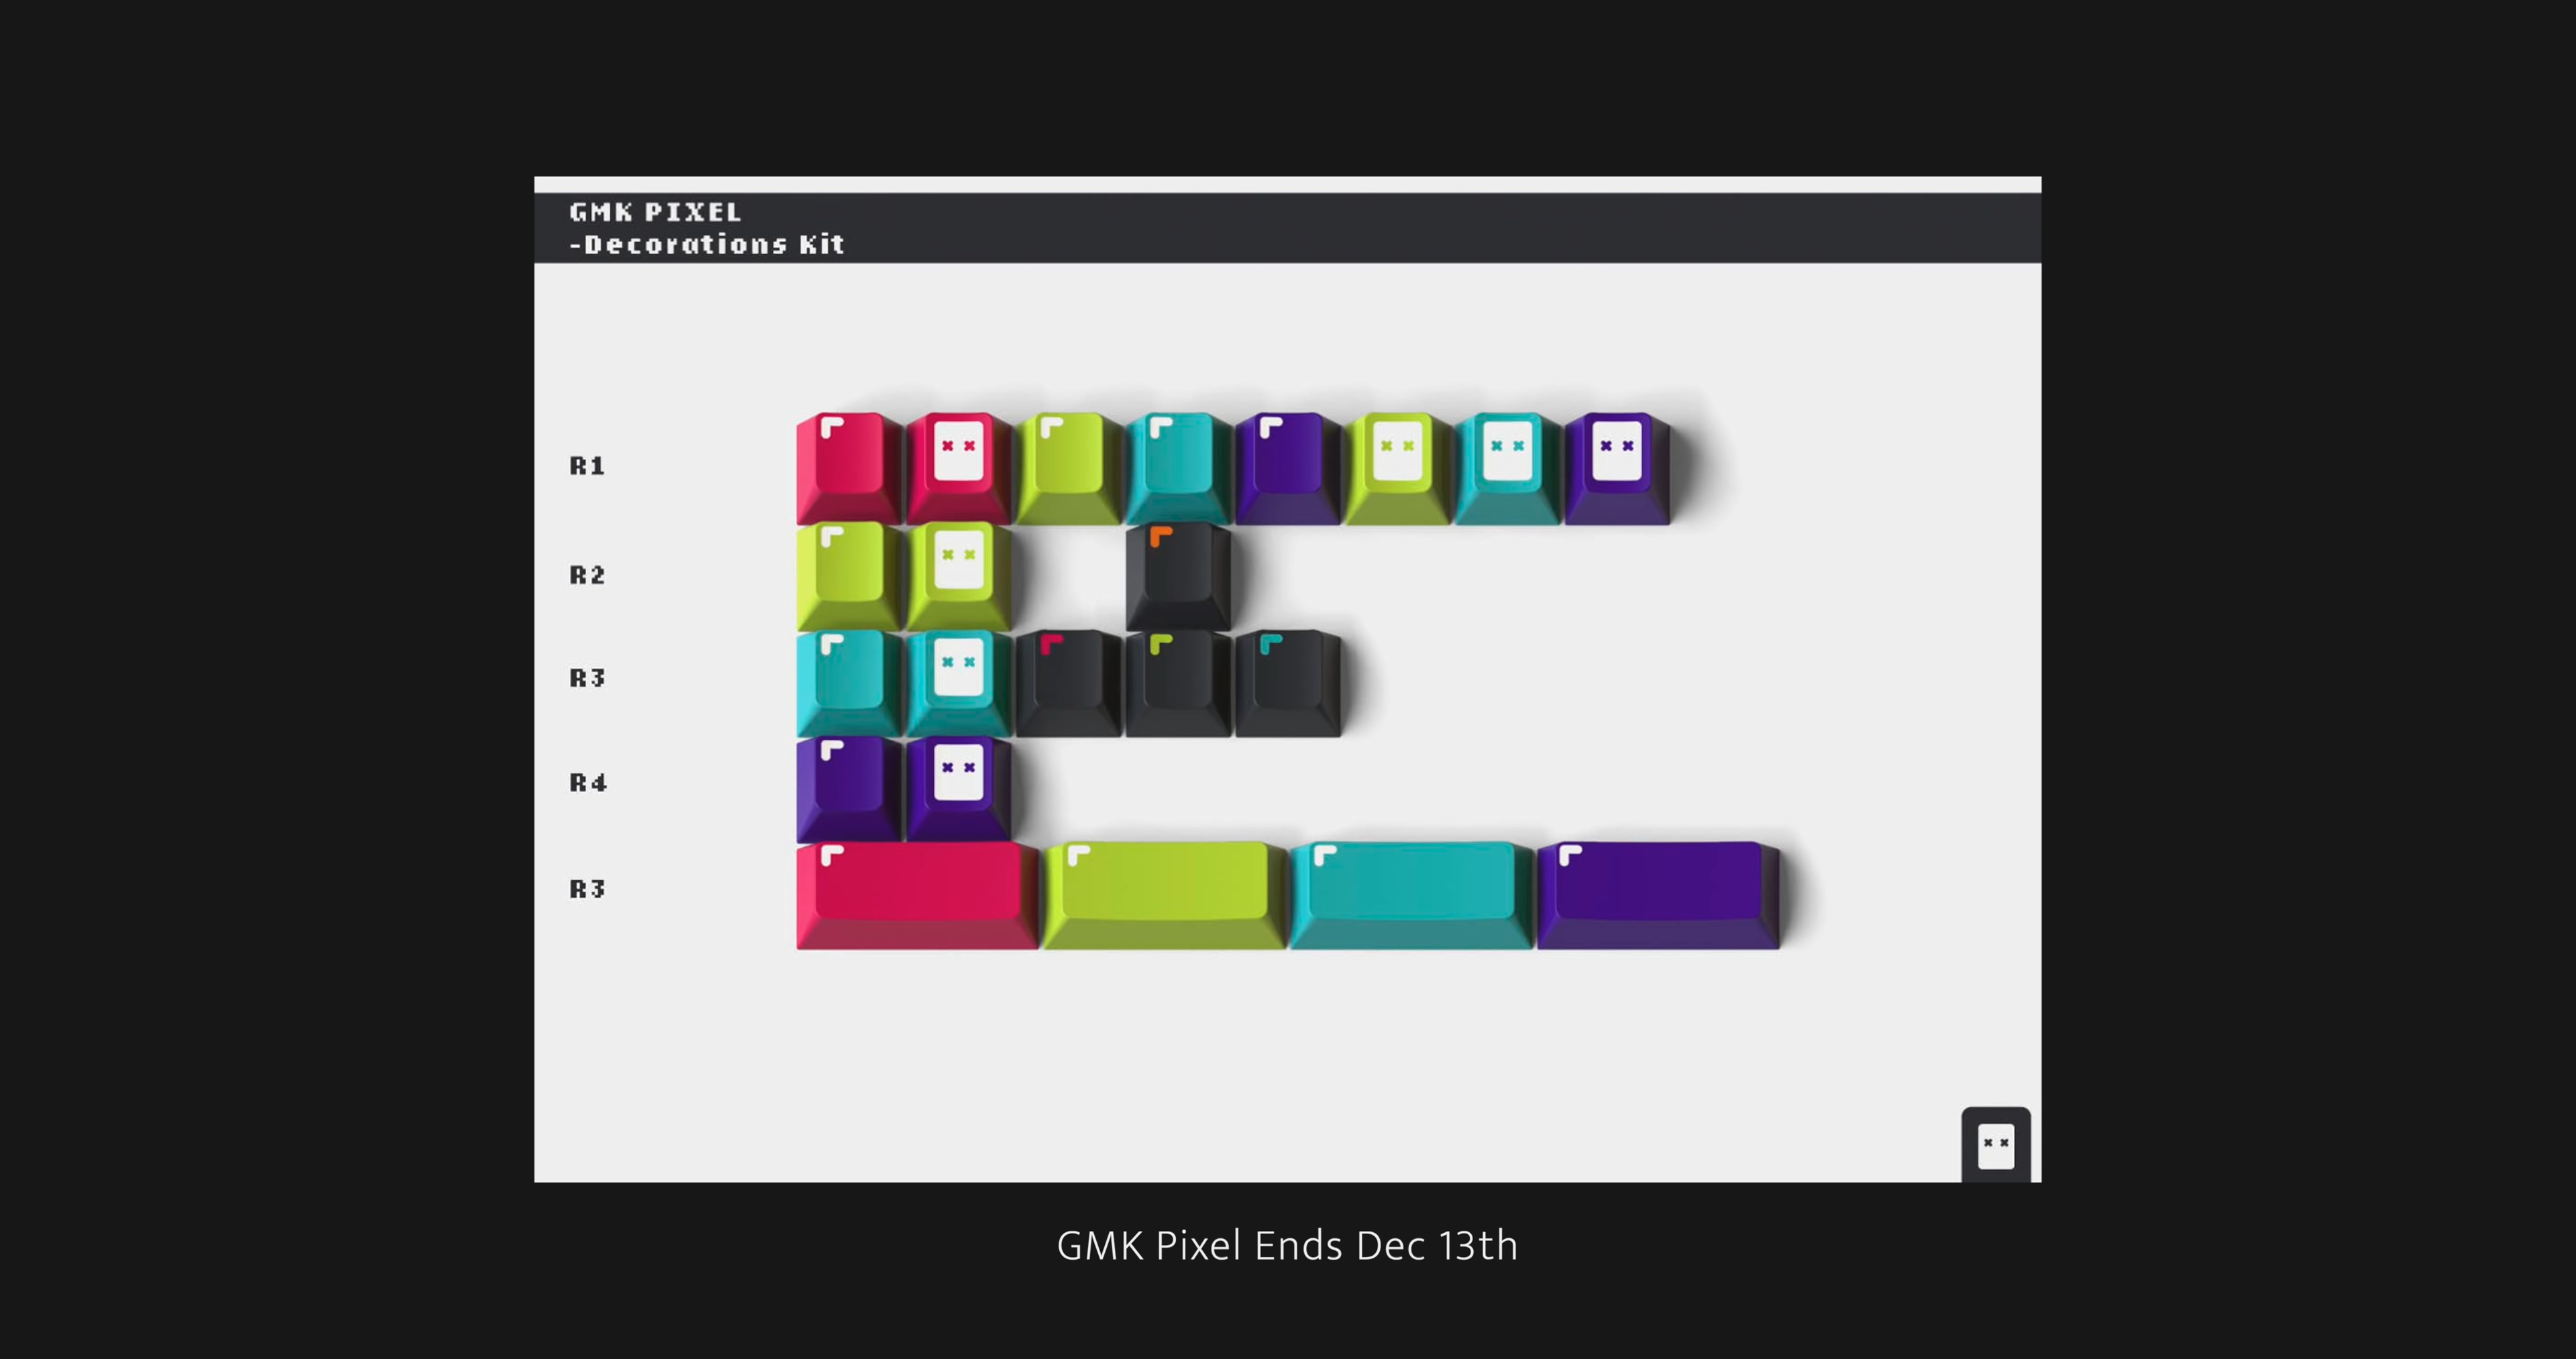 GMK PIXEL
-Decorations Kit
R1
R2
R3
R4
R3
GMK Pixel Ends Dec 13th